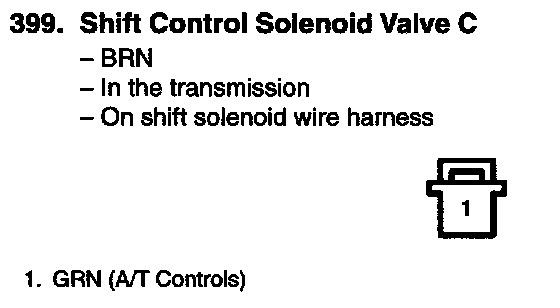 399. Shift Control Solenoid Valve C
– BRN
– In the transmission
– On shift solenoid wire harness
1
1. GRN (A/T Controls)